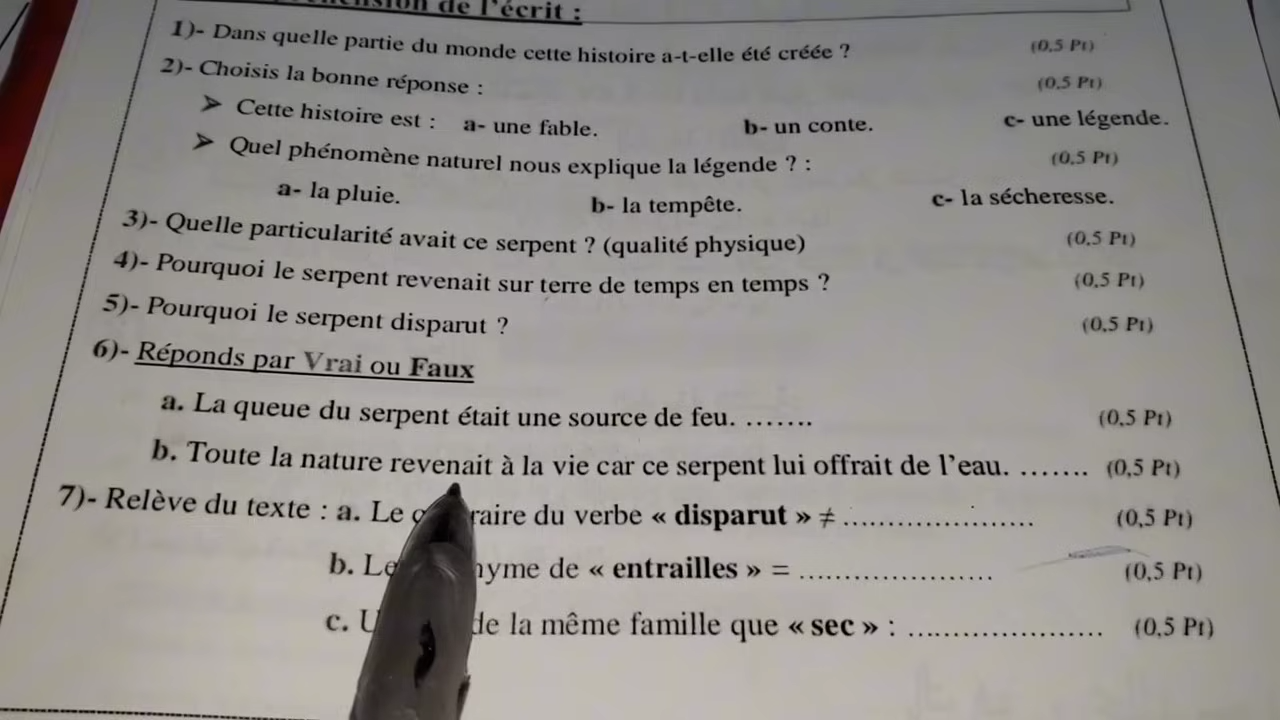 de l'écrit :
1)- Dans quelle partie du monde cette histoire a-t-elle été créée ? (0,5 Pt)
2)- Choisis la bonne réponse : (0,5 Pt)
➤ Cette histoire est : a- une fable. b- un conte. c- une légende.
➤ Quel phénomène naturel nous explique la légende ? : (0,5 Pt)
a- la pluie. b- la tempête. c- la sécheresse.
3)- Quelle particularité avait ce serpent ? (qualité physique) (0,5 Pt)
4)- Pourquoi le serpent revenait sur terre de temps en temps ? (0,5 Pt)
5)- Pourquoi le serpent disparut ? (0,5 Pt)
6)- Réponds par Vrai ou Faux
a. La queue du serpent était une source de feu. ....... (0,5 Pt)
b. Toute la nature revenait à la vie car ce serpent lui offrait de l'eau. ....... (0,5 Pt)
7)- Relève du texte : a. Le raire du verbe « disparut » ≠ ..................... (0,5 Pt)
b. nyme de « entrailles » = ..................... (0,5 Pt)
c. de la même famille que « sec » : ..................... (0,5 Pt)